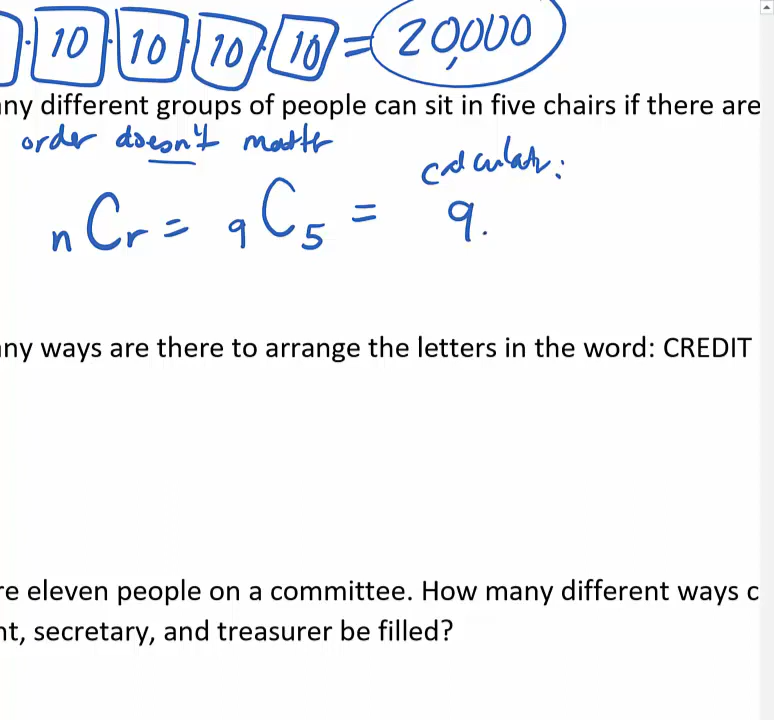 · 10 · 10 · 10 · 10 = 20,000
ny different groups of people can sit in five chairs if there are
order doesn't matter
calculator:
nCr = 9C5 = 9.
ny ways are there to arrange the letters in the word: CREDIT
re eleven people on a committee. How many different ways c
nt, secretary, and treasurer be filled?